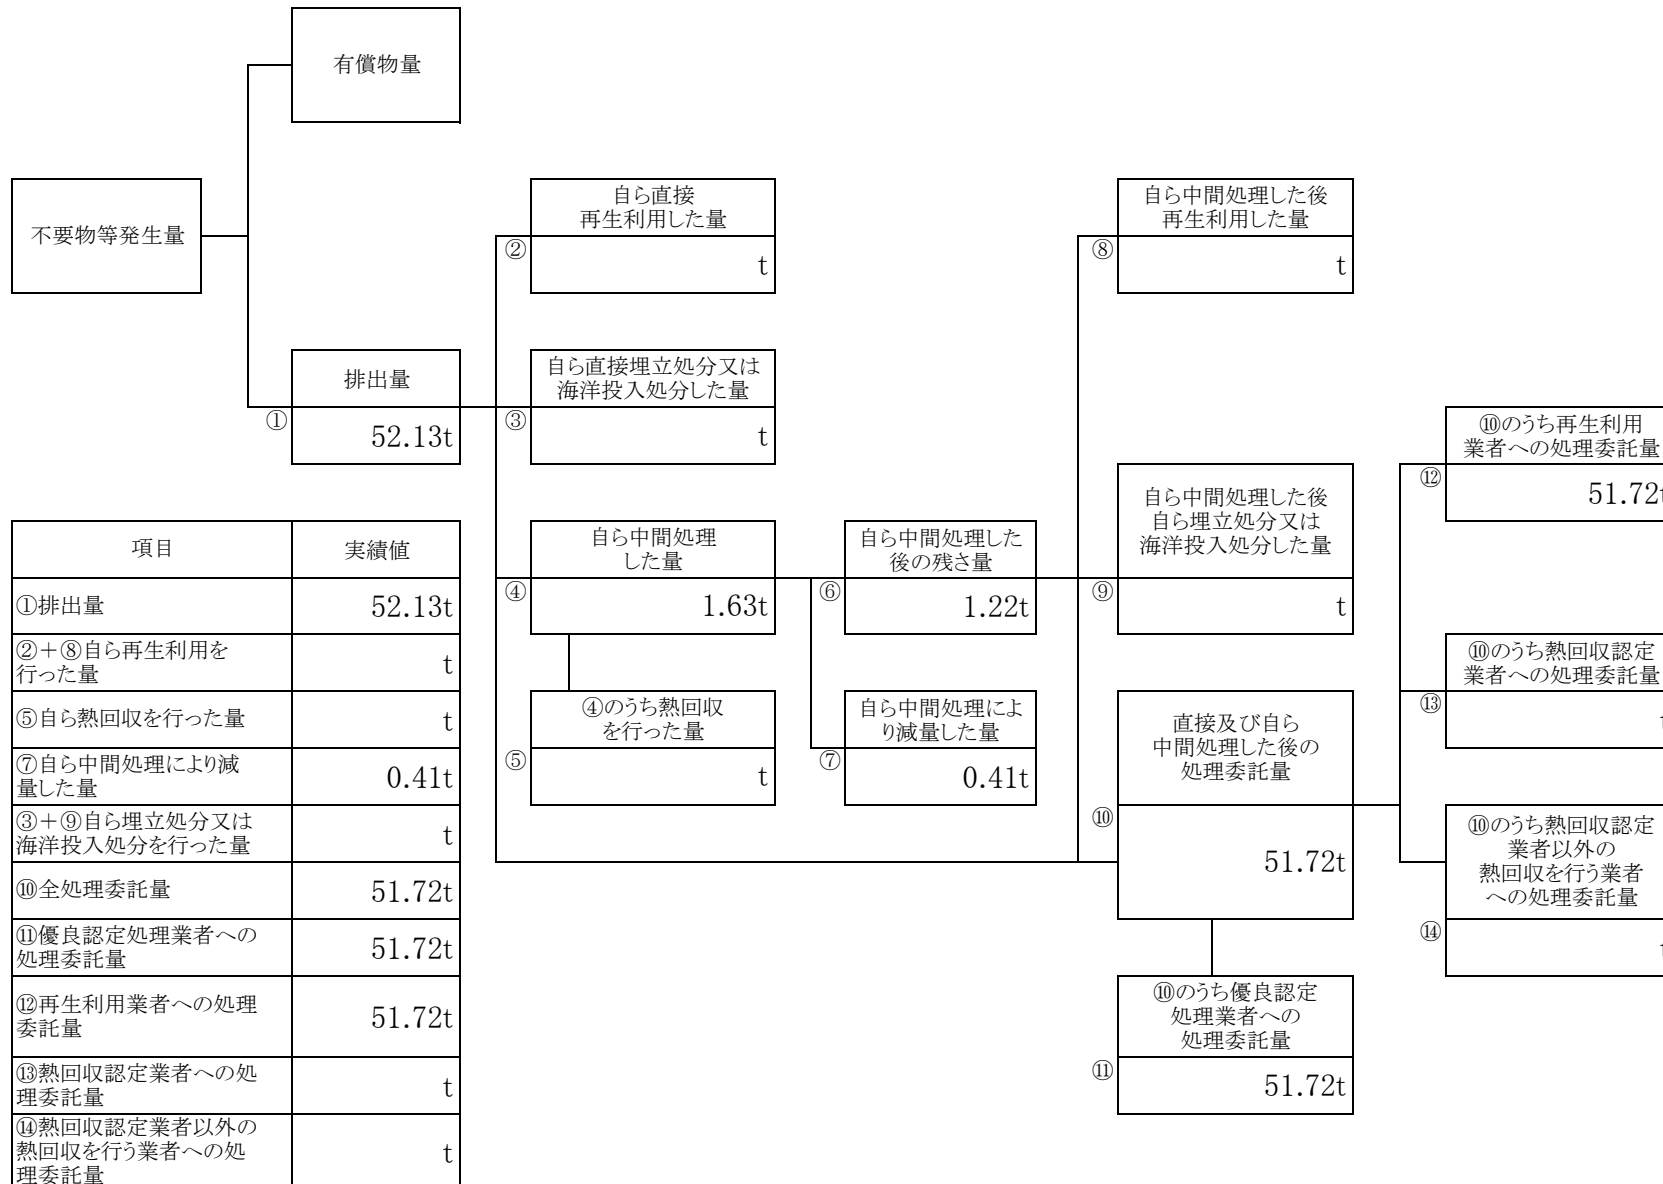 有償物量
不要物等発生量
自ら直接
再生利用した量
②
t
自ら中間処理した後
再生利用した量
⑧
t
排出量
①
52.13t
自ら直接埋立処分又は
海洋投入処分した量
③
t
⑩のうち再生利用
業者への処理委託量
⑫
51.72t
自ら中間処理
した量
④
1.63t
自ら中間処理した
後の残さ量
⑥
1.22t
自ら中間処理した後
自ら埋立処分又は
海洋投入処分した量
⑨
t
⑩のうち熱回収認定
業者への処理委託量
⑬
t
④のうち熱回収
を行った量
⑤
t
自ら中間処理によ
り減量した量
⑦
0.41t
直接及び自ら
中間処理した後の
処理委託量
⑩
51.72t
⑩のうち熱回収認定
業者以外の
熱回収を行う業者
への処理委託量
⑭
t
⑩のうち優良認定
処理業者への
処理委託量
⑪
51.72t
項目 実績値
①排出量 52.13t
②＋⑧自ら再生利用を
行った量 t
⑤自ら熱回収を行った量 t
⑦自ら中間処理により減
量した量 0.41t
③＋⑨自ら埋立処分又は
海洋投入処分を行った量 t
⑩全処理委託量 51.72t
⑪優良認定処理業者への
処理委託量 51.72t
⑫再生利用業者への処理
委託量 51.72t
⑬熱回収認定業者への処
理委託量 t
⑭熱回収認定業者以外の
熱回収を行う業者への処
理委託量 t